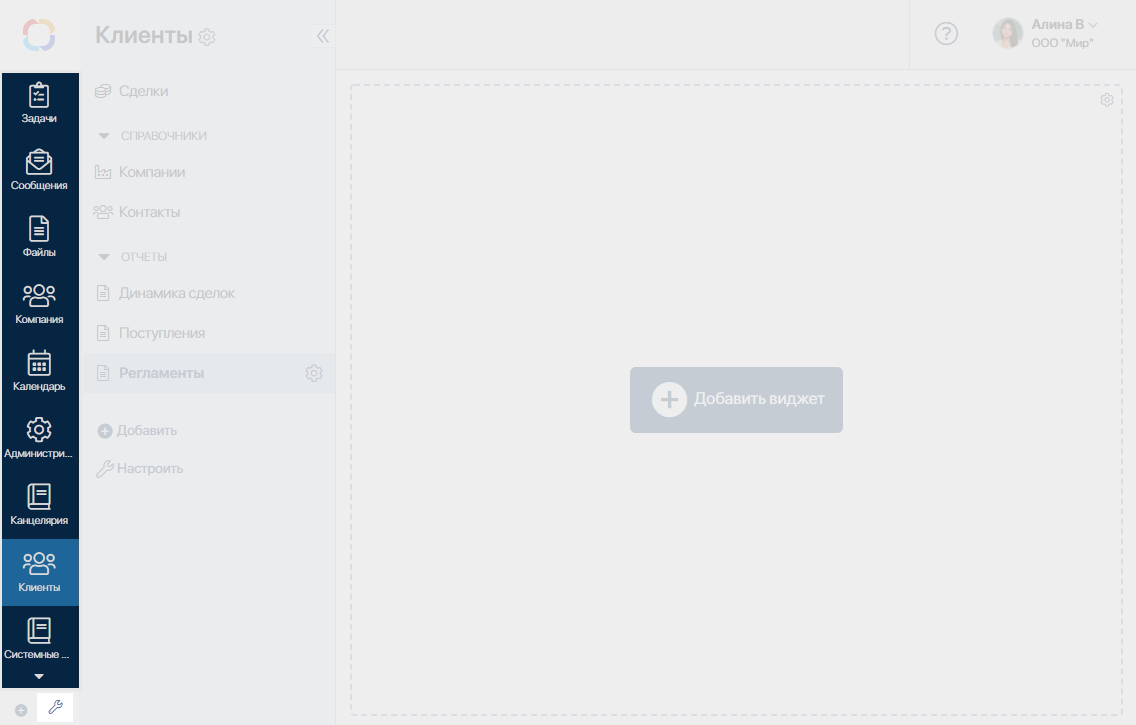 Клиенты
Алина В
ООО "Мир"
Задачи
Сообщения
Файлы
Компания
Календарь
Администри...
Канцелярия
Клиенты
Системные ...
Сделки
СПРАВОЧНИКИ
Компании
Контакты
ОТЧЕТЫ
Динамика сделок
Поступления
Регламенты
Добавить
Настроить
Добавить виджет